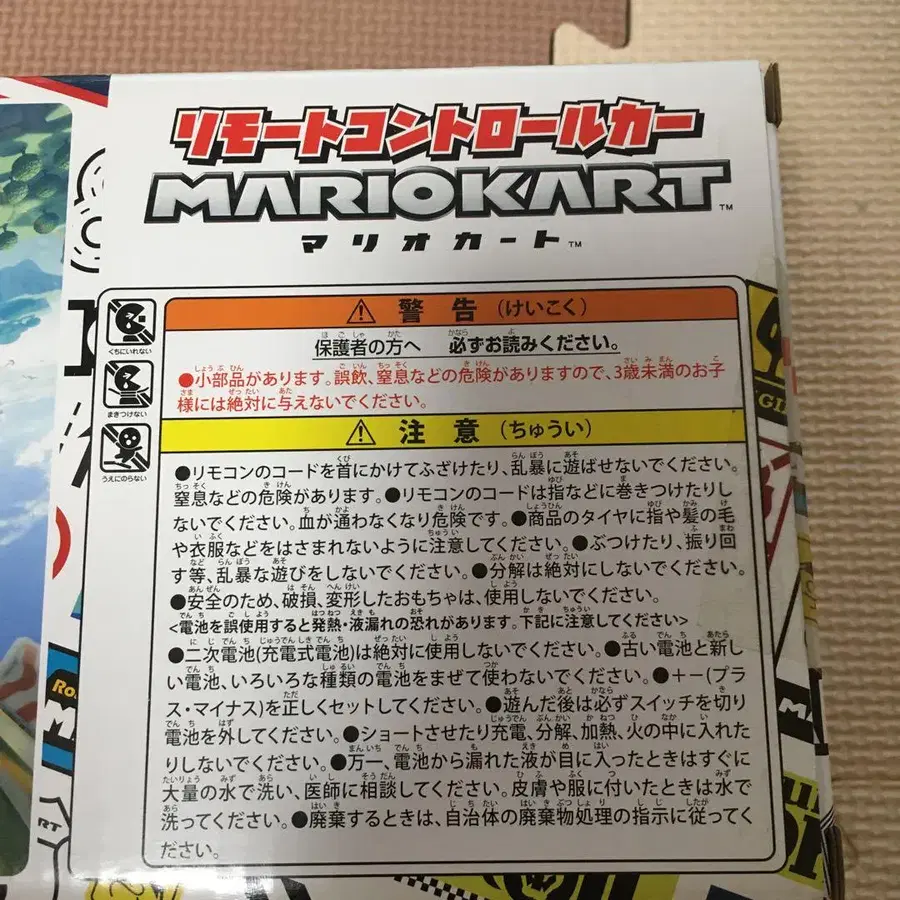 リモートコントロールカー
MARIOKART™
マリオカート™
⚠ 警告（けいこく）
保護者の方へ 必ずお読みください。
●小部品があります。誤飲、窒息などの危険がありますので、3歳未満のお子
様には絶対に与えないでください。
⚠ 注意（ちゅうい）
くちにいれない
まきつけない
うえにのらない
●リモコンのコードを首にかけてふざけたり、乱暴に遊ばせないでください。
窒息などの危険があります。●リモコンのコードは指などに巻きつけたりし
ないでください。血が通わなくなり危険です。●商品のタイヤに指や髪の毛
や衣服などをはさまれないように注意してください。●ぶつけたり、振り回
す等、乱暴な遊びをしないでください。●分解は絶対にしないでください。
●安全のため、破損、変形したおもちゃは、使用しないでください。
<電池を誤使用すると発熱・液漏れの恐れがあります。下記に注意してください>
●二次電池(充電式電池)は絶対に使用しないでください。●古い電池と新し
い電池、いろいろな種類の電池をまぜて使わないでください。●＋－(プラ
ス・マイナス)を正しくセットしてください。●遊んだ後は必ずスイッチを切り
電池を外してください。●ショートさせたり充電、分解、加熱、火の中に入れた
りしないでください。●万一、電池から漏れた液が目に入ったときはすぐに
大量の水で洗い、医師に相談してください。皮膚や服に付いたときは水で
洗ってください。●廃棄するときは、自治体の廃棄物処理の指示に従ってく
ださい。